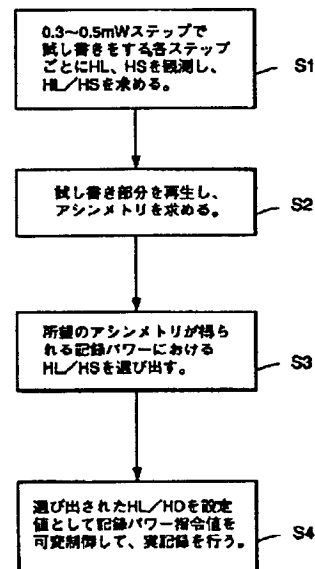 0.3~0.5mWステップで
試し書きをする各ステップ
ごとにHL、HSを観測し、
HL/HSを求める。
S1
試し書き部分を再生し、
アシンメトリを求める。
S2
所望のアシンメトリが得ら
れる記録パワーにおける
HL/HSを選び出す。
S3
選び出されたHL/HDを設定
値として記録パワー指令値を
可変制御して、実記録を行う。
S4